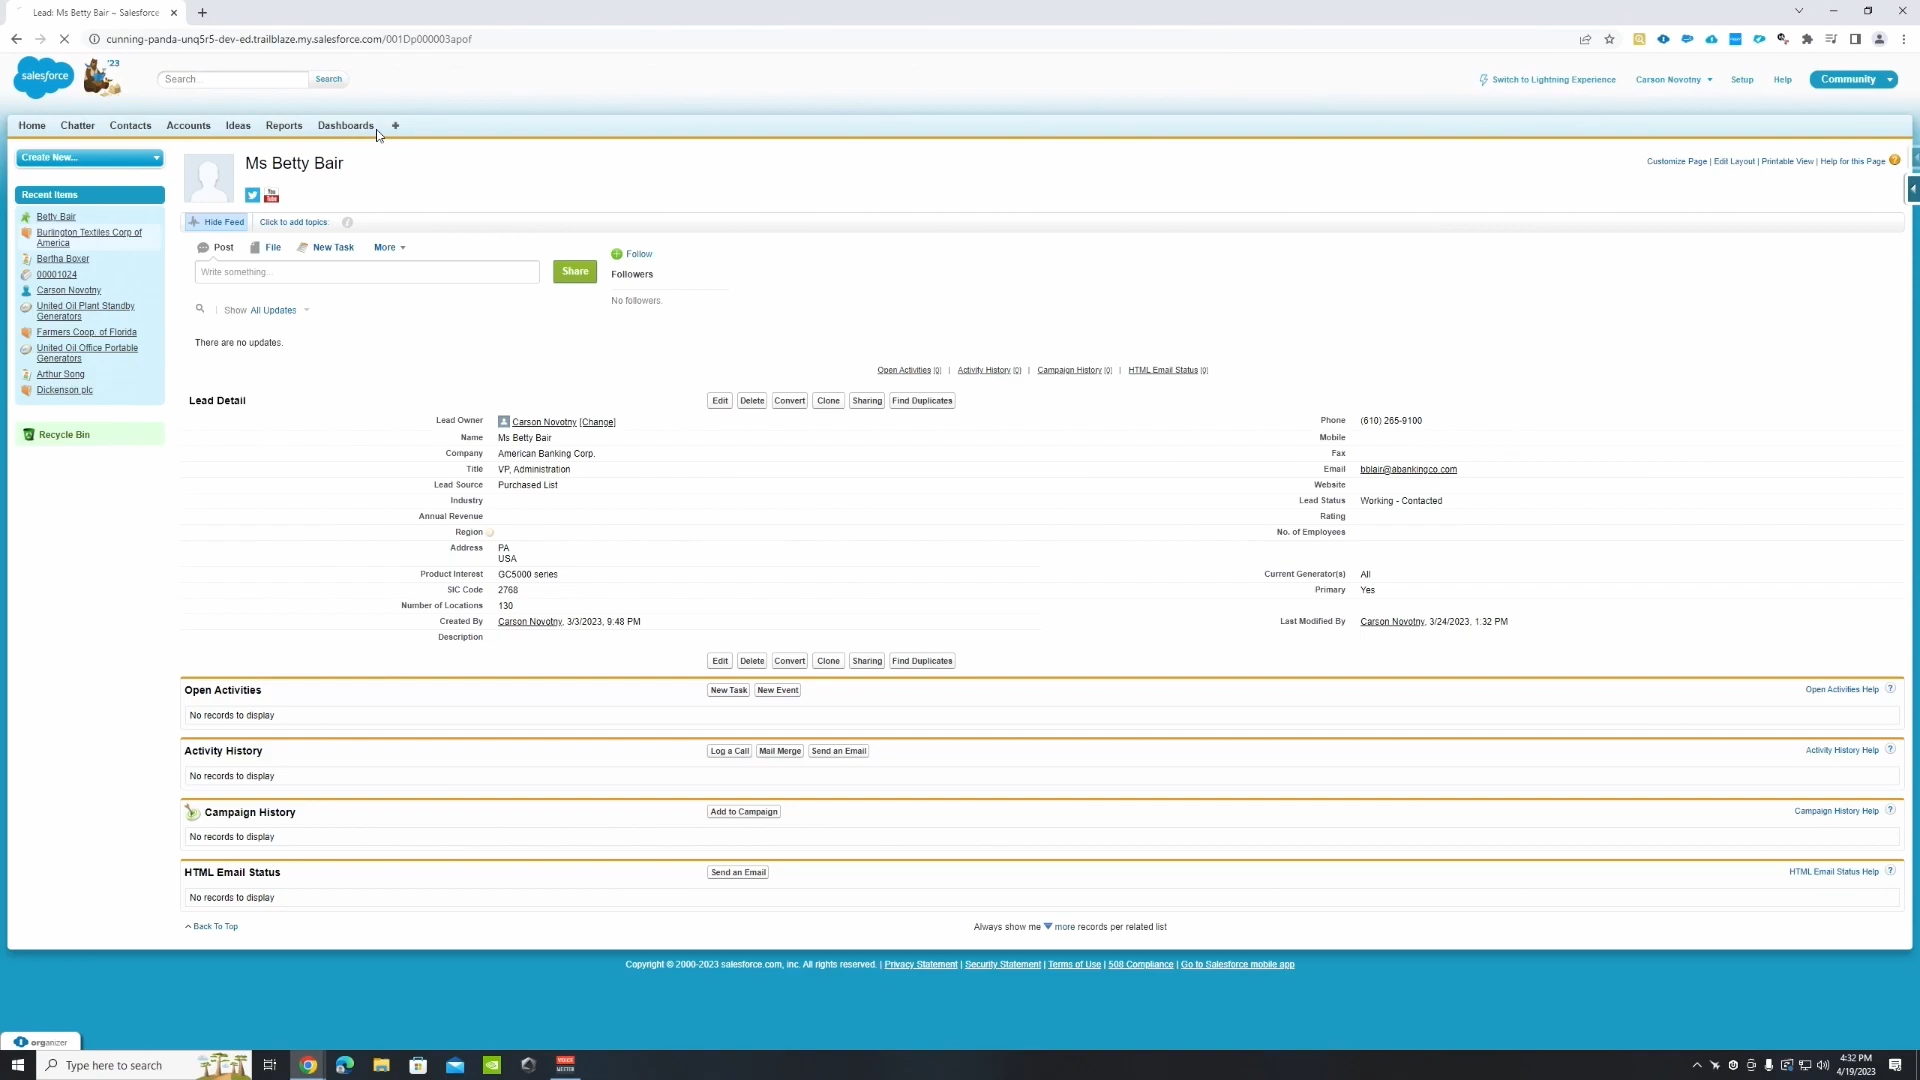 Lead: Ms Betty Bair ~ Salesforce
cunning-panda-unq5r5-dev-ed.trailblaze.my.salesforce.com/001Dp000003apof
salesforce
'23
Search...
Search
Switch to Lightning Experience
Carson Novotny
Setup
Help
Community
Home
Chatter
Contacts
Accounts
Ideas
Reports
Dashboards
Create New...
Recent Items
Betty Bair
Burlington Textiles Corp of
America
Bertha Boxer
00001024
Carson Novotny
United Oil Plant Standby
Generators
Farmers Coop. of Florida
United Oil Office Portable
Generators
Arthur Song
Dickenson plc
Recycle Bin
Ms Betty Bair
Customize Page | Edit Layout | Printable View | Help for this Page
You
Tube
Hide Feed
Click to add topics:
Post
File
New Task
More
Write something...
Share
Follow
Followers
No followers.
Show All Updates
There are no updates.
Open Activities [0] | Activity History [0] | Campaign History [0] | HTML Email Status [0]
Lead Detail
Edit Delete Convert Clone Sharing Find Duplicates
Lead Owner Carson Novotny [Change]
Phone (610) 265-9100
Name Ms Betty Bair
Mobile
Company American Banking Corp.
Fax
Title VP, Administration
Email bblair@abankingco.com
Lead Source Purchased List
Website
Industry
Lead Status Working - Contacted
Annual Revenue
Rating
Region
No. of Employees
Address PA
USA
Product Interest GC5000 series
Current Generator(s) All
SIC Code 2768
Primary Yes
Number of Locations 130
Created By Carson Novotny, 3/3/2023, 9:48 PM
Last Modified By Carson Novotny, 3/24/2023, 1:32 PM
Description
Edit Delete Convert Clone Sharing Find Duplicates
Open Activities
New Task New Event
Open Activities Help ?
No records to display
Activity History
Log a Call Mail Merge Send an Email
Activity History Help ?
No records to display
Campaign History
Add to Campaign
Campaign History Help ?
No records to display
HTML Email Status
Send an Email
HTML Email Status Help ?
No records to display
Back To Top
Always show me more records per related list
Copyright © 2000-2023 salesforce.com, inc. All rights reserved. | Privacy Statement | Security Statement | Terms of Use | 508 Compliance | Go to Salesforce mobile app
organizer
Type here to search
4:32 PM
4/19/2023